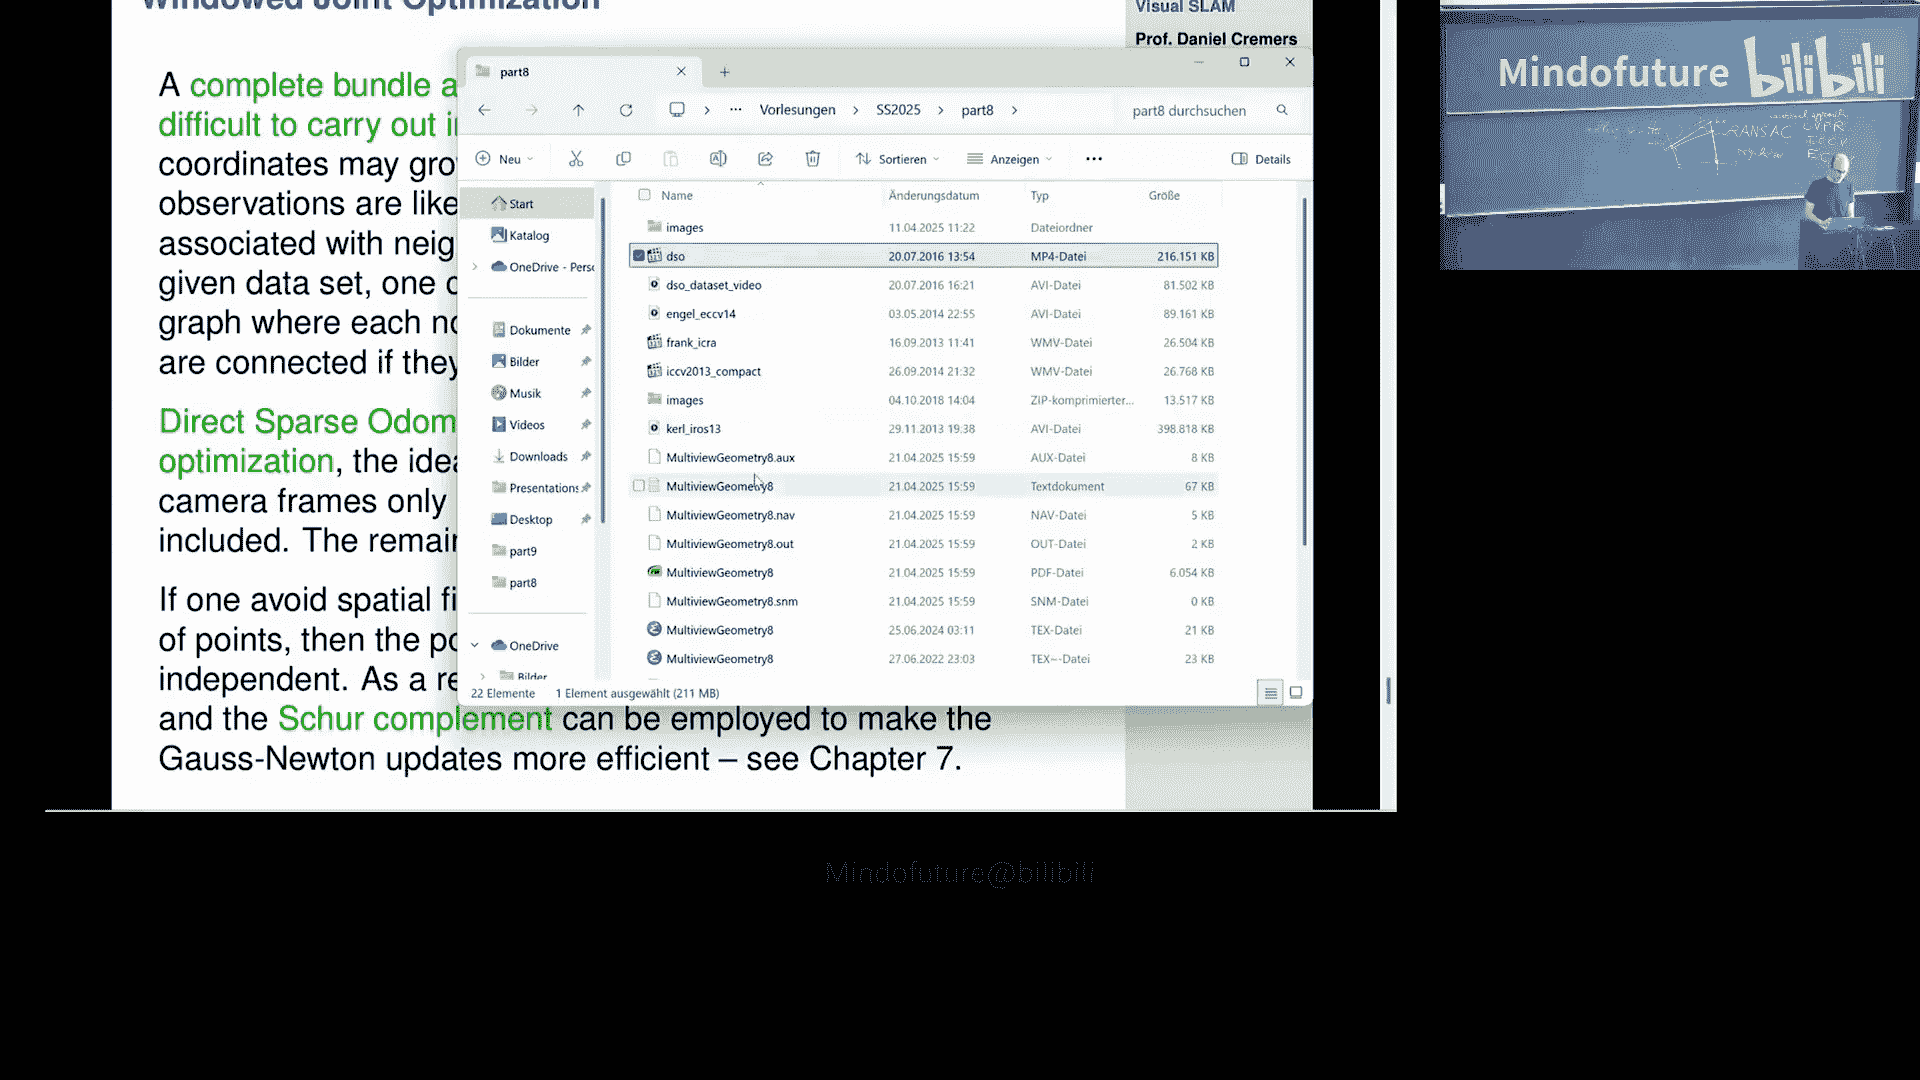 Windowed Joint Optimization
Visual SLAM
Prof. Daniel Cremers
A complete bundle a
difficult to carry out i
coordinates may gro
observations are like
associated with neig
given data set, one c
graph where each no
are connected if they
Direct Sparse Odom
optimization, the idea
camera frames only
included. The remain
If one avoid spatial fi
of points, then the po
independent. As a re
and the Schur complement can be employed to make the
Gauss-Newton updates more efficient – see Chapter 7.
part8
Vorlesungen > SS2025 > part8 >
part8 durchsuchen
Neu
Sortieren
Anzeigen
Details
Start
Katalog
OneDrive - Perso
Dokumente
Bilder
Musik
Videos
Downloads
Presentations
Desktop
part9
part8
OneDrive
Bilder
Name Änderungsdatum Typ Größe
images 11.04.2025 11:22 Dateiordner
dso 20.07.2016 13:54 MP4-Datei 216.151 KB
dso_dataset_video 20.07.2016 16:21 AVI-Datei 81.502 KB
engel_eccv14 03.05.2014 22:55 AVI-Datei 89.161 KB
frank_icra 16.09.2013 11:41 WMV-Datei 26.504 KB
iccv2013_compact 26.09.2014 21:32 WMV-Datei 26.768 KB
images 04.10.2018 14:04 ZIP-komprimierter... 13.517 KB
kerl_iros13 29.11.2013 19:38 AVI-Datei 398.818 KB
MultiviewGeometry8.aux 21.04.2025 15:59 AUX-Datei 8 KB
MultiviewGeometry8 21.04.2025 15:59 Textdokument 67 KB
MultiviewGeometry8.nav 21.04.2025 15:59 NAV-Datei 5 KB
MultiviewGeometry8.out 21.04.2025 15:59 OUT-Datei 2 KB
MultiviewGeometry8 21.04.2025 15:59 PDF-Datei 6.054 KB
MultiviewGeometry8.snm 21.04.2025 15:59 SNM-Datei 0 KB
MultiviewGeometry8 25.06.2024 03:11 TEX-Datei 21 KB
MultiviewGeometry8 27.06.2022 23:03 TEX~-Datei 23 KB
22 Elemente 1 Element ausgewählt (211 MB)
Mindofuture bilibili
RANSAC CVPR
ICCV
Mindofuture@bilibili